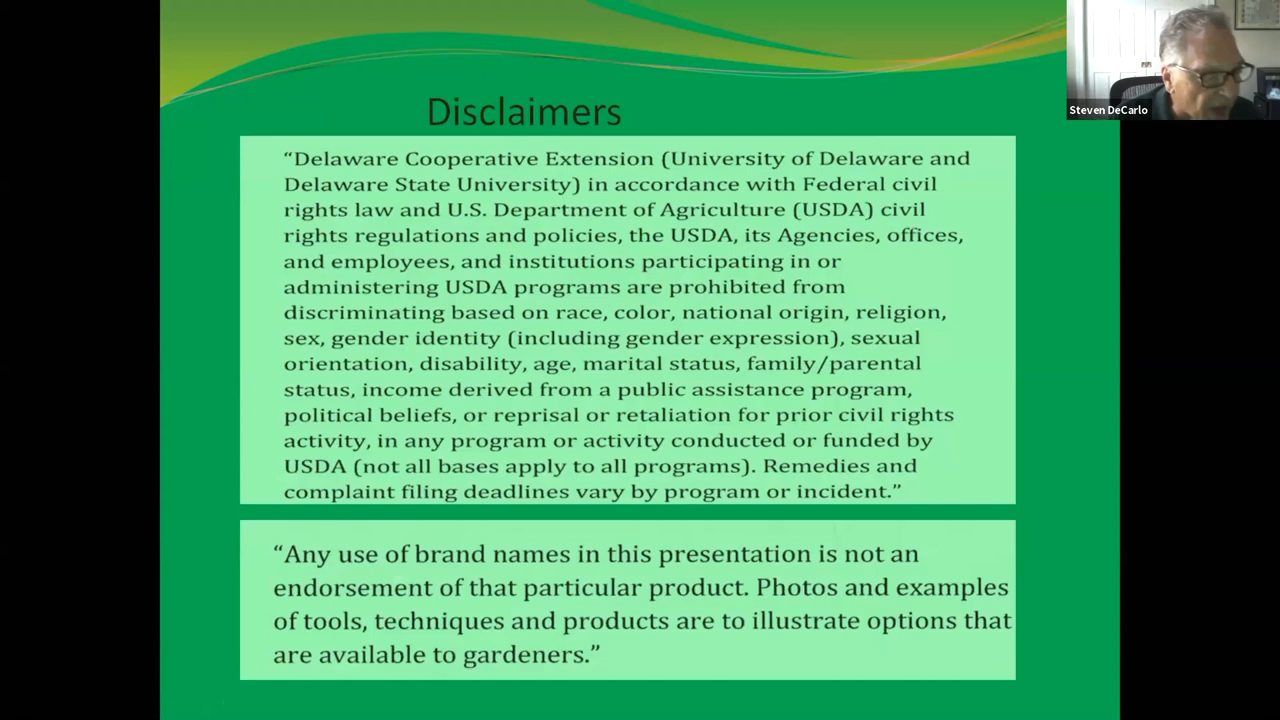 Disclaimers
“Delaware Cooperative Extension (University of Delaware and
Delaware State University) in accordance with Federal civil
rights law and U.S. Department of Agriculture (USDA) civil
rights regulations and policies, the USDA, its Agencies, offices,
and employees, and institutions participating in or
administering USDA programs are prohibited from
discriminating based on race, color, national origin, religion,
sex, gender identity (including gender expression), sexual
orientation, disability, age, marital status, family/parental
status, income derived from a public assistance program,
political beliefs, or reprisal or retaliation for prior civil rights
activity, in any program or activity conducted or funded by
USDA (not all bases apply to all programs). Remedies and
complaint filing deadlines vary by program or incident.”
“Any use of brand names in this presentation is not an
endorsement of that particular product. Photos and examples
of tools, techniques and products are to illustrate options that
are available to gardeners.”
Steven DeCarlo